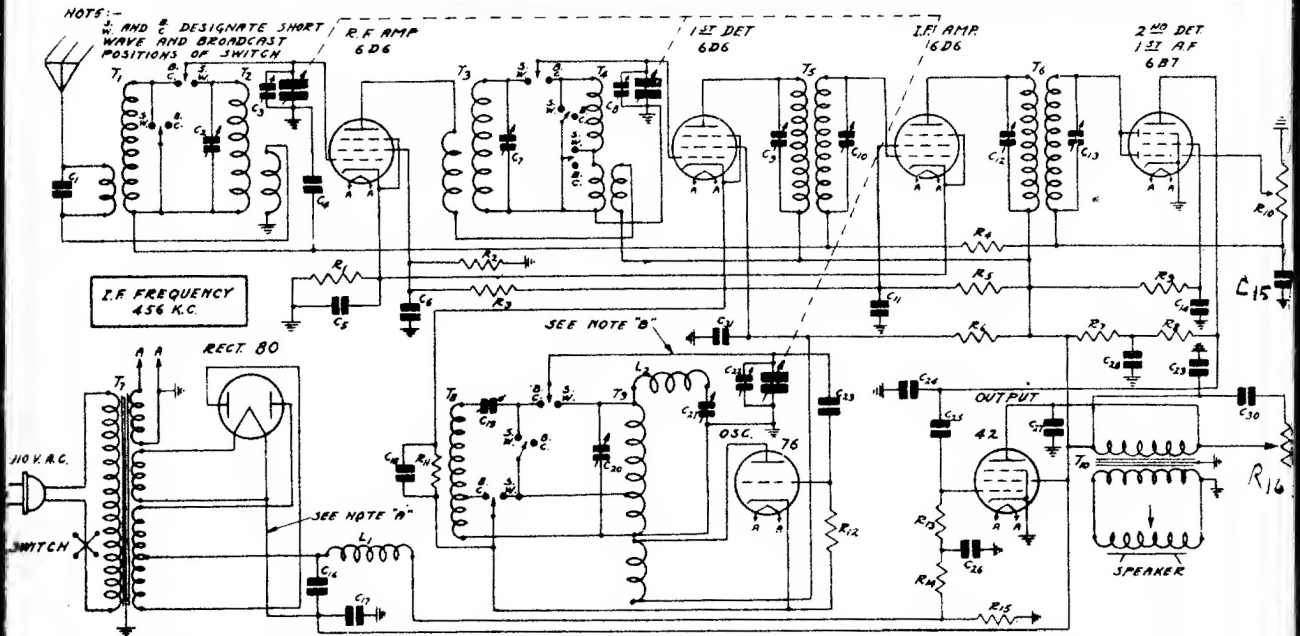 NOTE:-
S.W. AND B.C. DESIGNATE SHORT
WAVE AND BROADCAST
POSITIONS OF SWITCH
R.F. AMP
6D6
1ST DET
6D6
I.F. AMP.
6D6
2ND DET.
1ST A.F
6B7
T1
B.C.
S.W.
T2
C3
S.W.
B.C.
C2
C1
C4
T3
S.W.
B.C.
T4
C8
S.W.
B.C.
S.W.
B.C.
C7
T5
C9
C10
T6
C12
C13
R10
A A
A A
A A
A A
R1
R2
R4
C5
C6
R3
R5
C11
R9
C14
C15
I.F. FREQUENCY
456 K.C.
SEE NOTE "B"
C31
R6
R7
R8
C28
C29
RECT. 80
A A
T7
110 V. A.C.
SWITCH
SEE NOTE "A"
L1
C16
C17
T8
C19
B.C.
S.W.
S.W.
B.C.
B.C.
S.W.
C18
R11
C20
T9
L2
C21
C22
C23
OSC. 76
A A
R12
C24
C25
OUTPUT
42
A A
C27
C30
T10
R16
R13
C26
R14
R15
SPEAKER